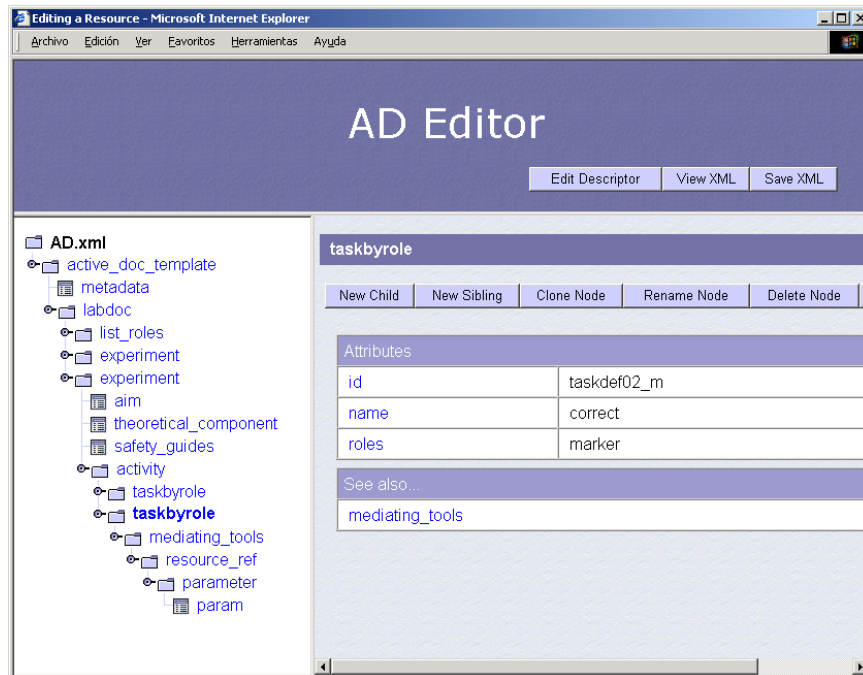 Editing a Resource - Microsoft Internet Explorer
Archivo Edición Ver Favoritos Herramientas Ayuda
AD Editor
Edit Descriptor View XML Save XML
AD.xml
active_doc_template
metadata
labdoc
list_roles
experiment
experiment
aim
theoretical_component
safety_guides
activity
taskbyrole
taskbyrole
mediating_tools
resource_ref
parameter
param
taskbyrole
New Child New Sibling Clone Node Rename Node Delete Node
Attributes
id taskdef02_m
name correct
roles marker
See also...
mediating_tools